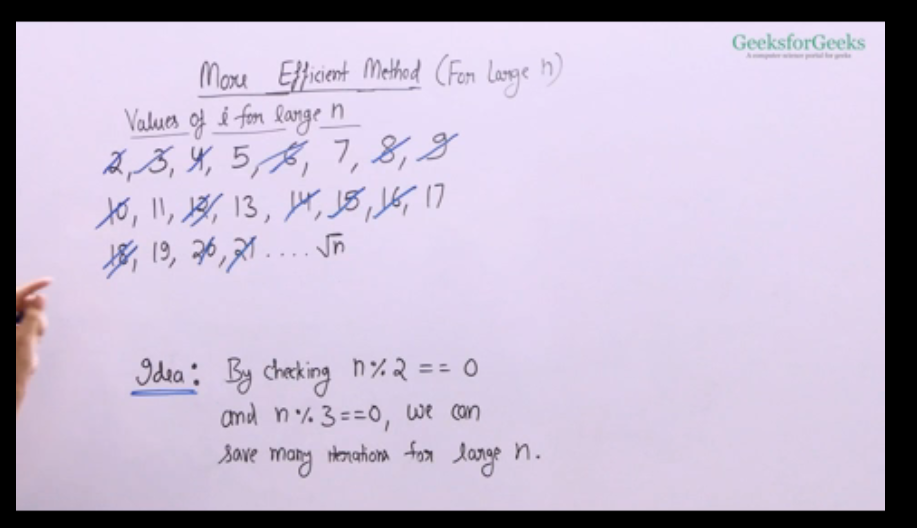 GeeksforGeeks
A computer science portal for geeks
More Efficient Method (For Large n)
Values of i for large n
2, 3, 4, 5, 6, 7, 8, 9
10, 11, 12, 13, 14, 15, 16, 17
18, 19, 20, 21 .... √n
Idea: By checking n % 2 == 0
and n % 3 == 0, we can
save many iterations for large n.